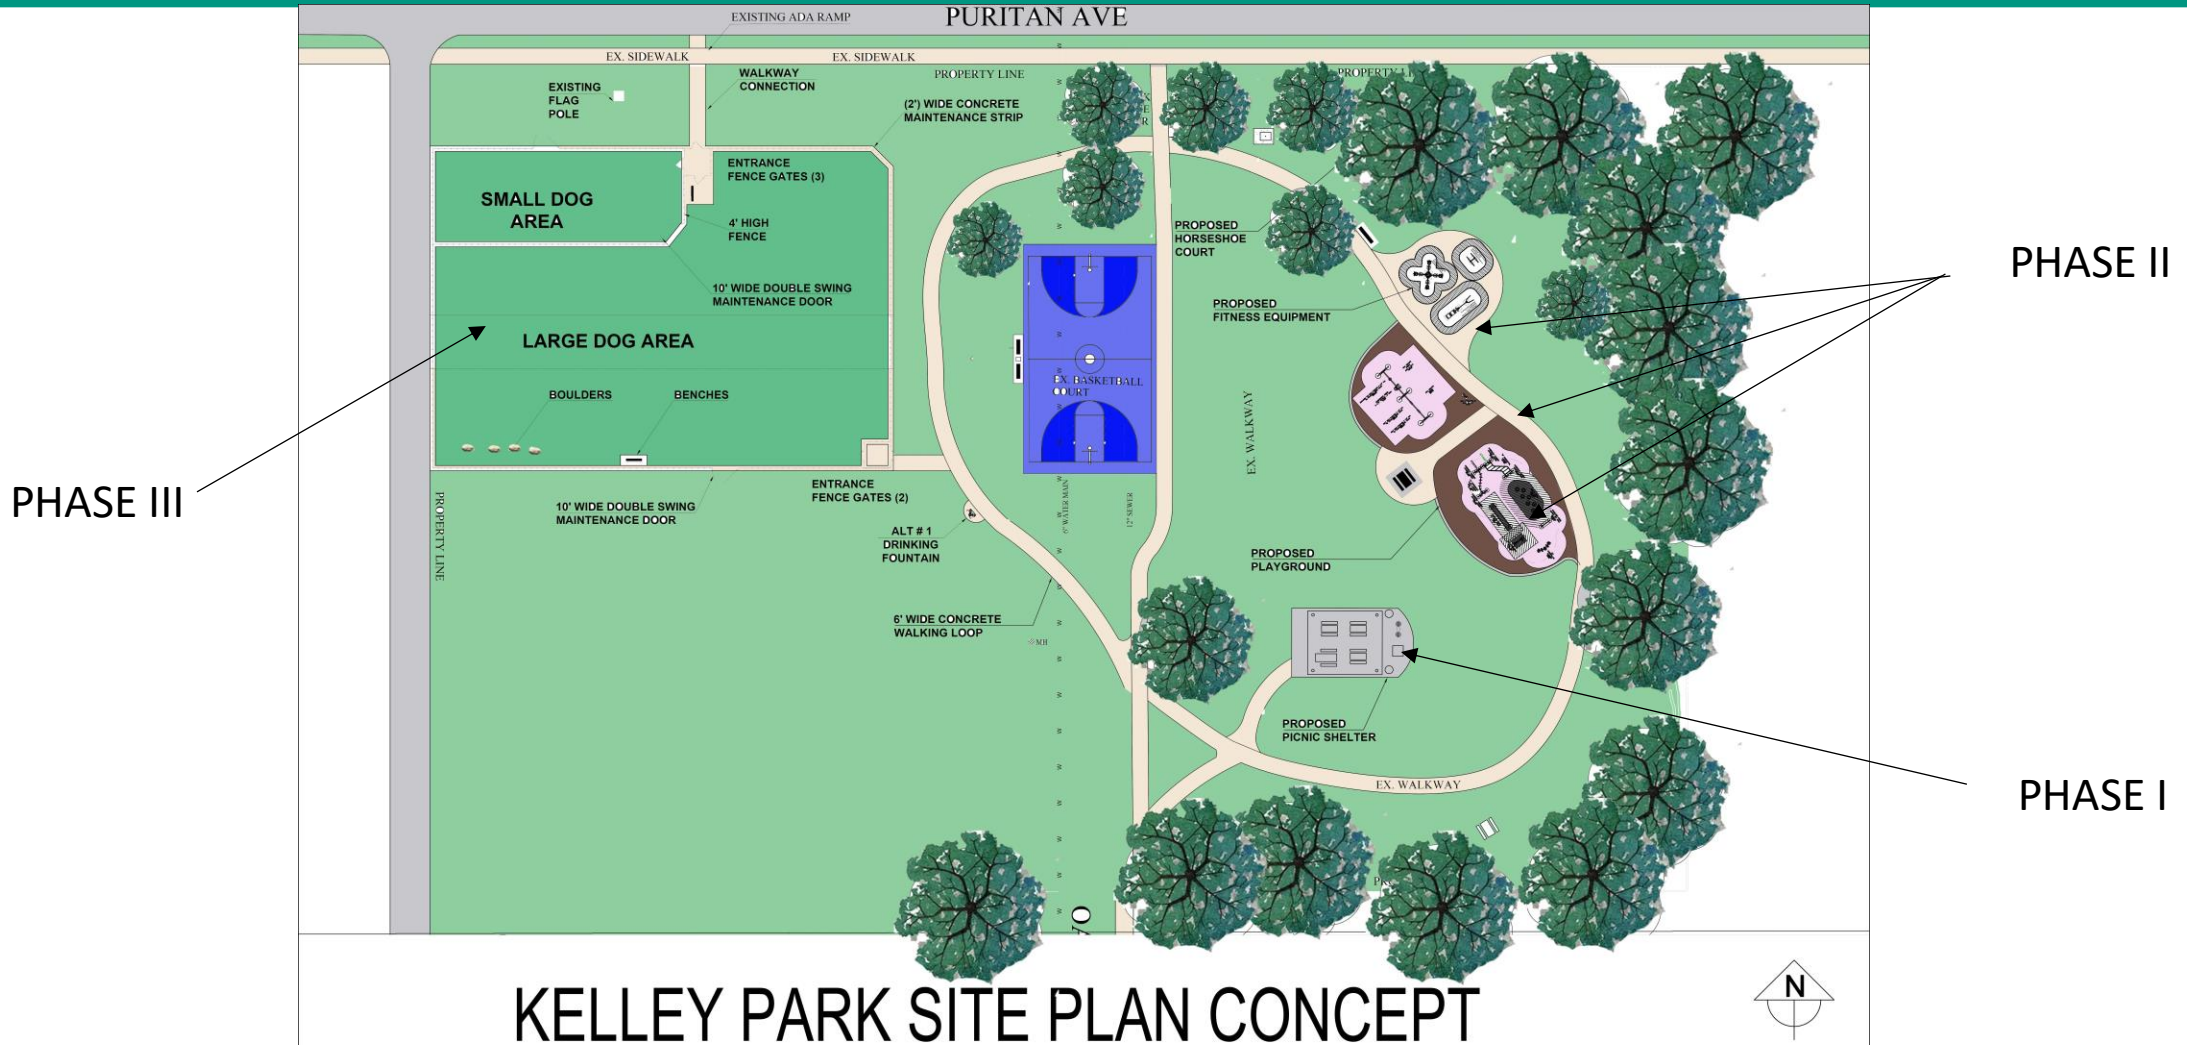 EXISTING ADA RAMP
PURITAN AVE
EX. SIDEWALK
EX. SIDEWALK
WALKWAY
CONNECTION
PROPERTY LINE
EXISTING
FLAG
POLE
(2') WIDE CONCRETE
MAINTENANCE STRIP
ENTRANCE
FENCE GATES (3)
SMALL DOG
AREA
4' HIGH
FENCE
PROPOSED
HORSESHOE
COURT
PHASE II
10' WIDE DOUBLE SWING
MAINTENANCE DOOR
PROPOSED
FITNESS EQUIPMENT
LARGE DOG AREA
EX. BASKETBALL
COURT
BOULDERS
BENCHES
EX. WALKWAY
PHASE III
PROPERTY LINE
10' WIDE DOUBLE SWING
MAINTENANCE DOOR
ENTRANCE
FENCE GATES (2)
6" WATER MAIN
12" SEWER
ALT # 1
DRINKING
FOUNTAIN
PROPOSED
PLAYGROUND
6' WIDE CONCRETE
WALKING LOOP
MH
PROPOSED
PICNIC SHELTER
EX. WALKWAY
PHASE I
KELLEY PARK SITE PLAN CONCEPT
N